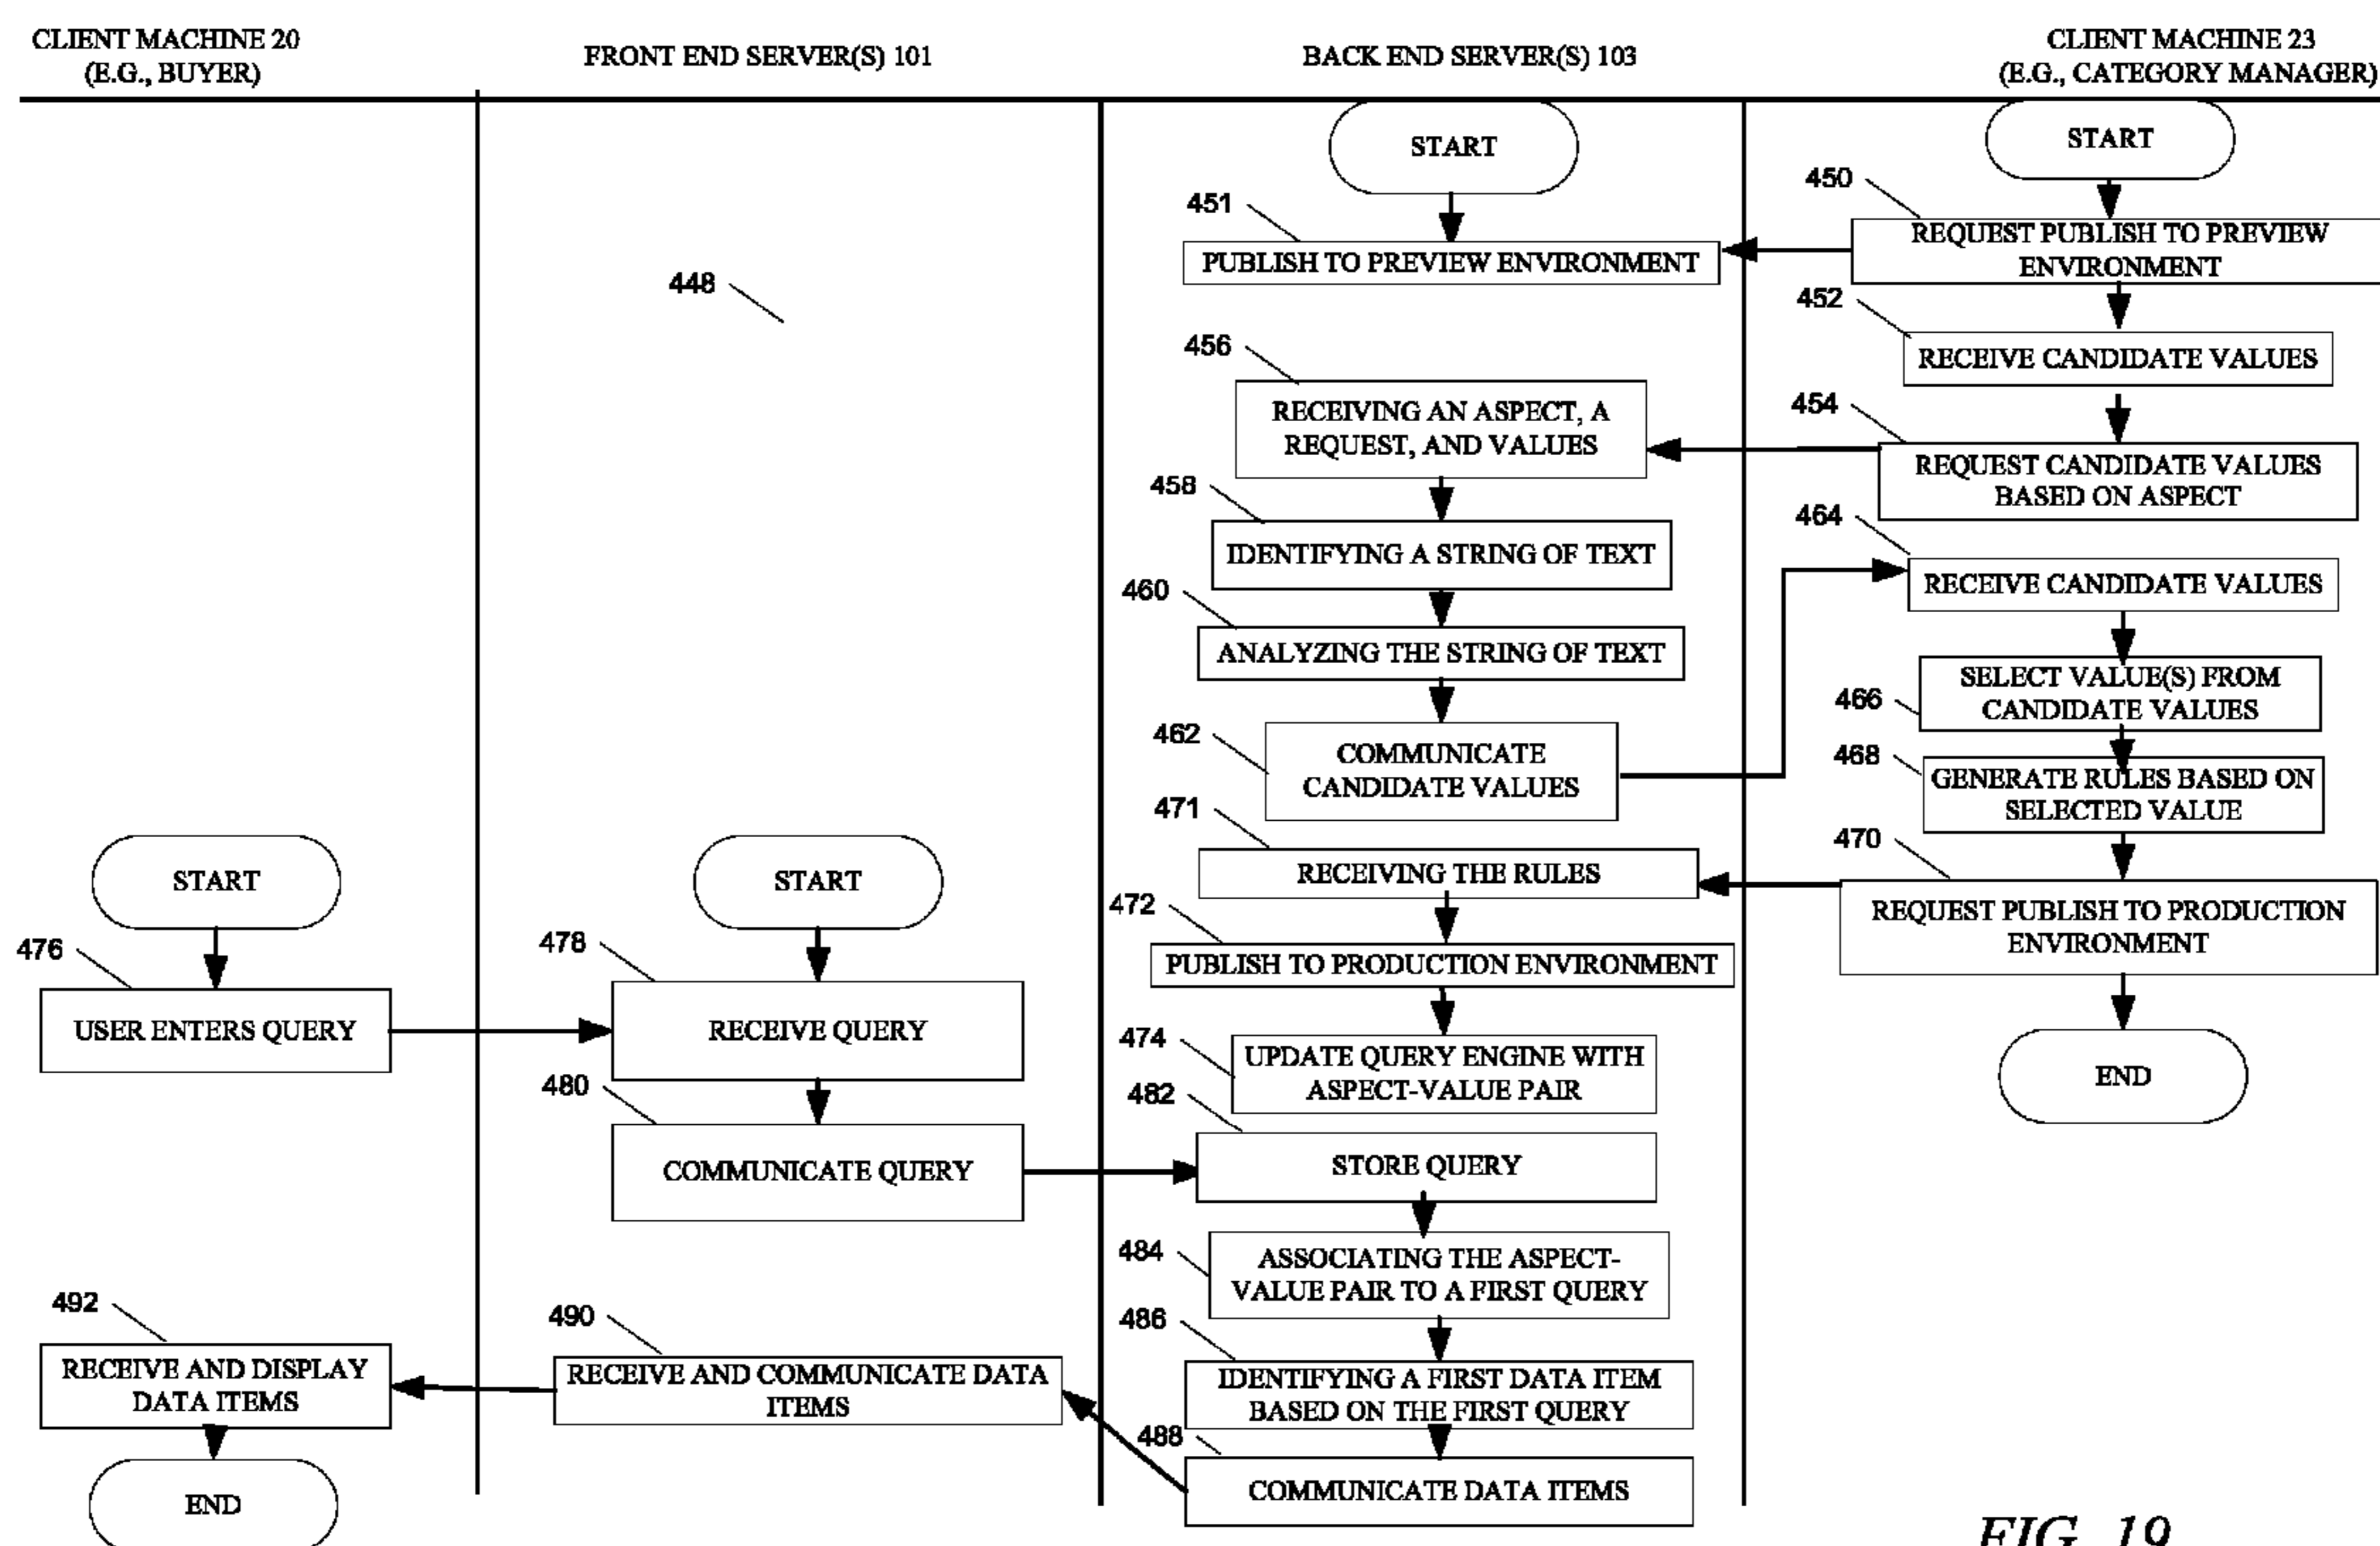 CLIENT MACHINE 20
(E.G., BUYER)
FRONT END SERVER(S) 101
BACK END SERVER(S) 103
CLIENT MACHINE 23
(E.G., CATEGORY MANAGER)
START
START
450
451
REQUEST PUBLISH TO PREVIEW
ENVIRONMENT
PUBLISH TO PREVIEW ENVIRONMENT
448
452
RECEIVE CANDIDATE VALUES
456
RECEIVING AN ASPECT, A
REQUEST, AND VALUES
454
REQUEST CANDIDATE VALUES
BASED ON ASPECT
458
IDENTIFYING A STRING OF TEXT
464
RECEIVE CANDIDATE VALUES
460
ANALYZING THE STRING OF TEXT
466
SELECT VALUE(S) FROM
CANDIDATE VALUES
462
COMMUNICATE
CANDIDATE VALUES
468
GENERATE RULES BASED ON
SELECTED VALUE
471
RECEIVING THE RULES
470
REQUEST PUBLISH TO PRODUCTION
ENVIRONMENT
START
START
472
PUBLISH TO PRODUCTION ENVIRONMENT
476
USER ENTERS QUERY
478
RECEIVE QUERY
474
UPDATE QUERY ENGINE WITH
ASPECT-VALUE PAIR
END
480
COMMUNICATE QUERY
482
STORE QUERY
484
ASSOCIATING THE ASPECT-
VALUE PAIR TO A FIRST QUERY
492
RECEIVE AND DISPLAY
DATA ITEMS
490
RECEIVE AND COMMUNICATE DATA
ITEMS
486
IDENTIFYING A FIRST DATA ITEM
BASED ON THE FIRST QUERY
488
COMMUNICATE DATA ITEMS
END
FIG. 19